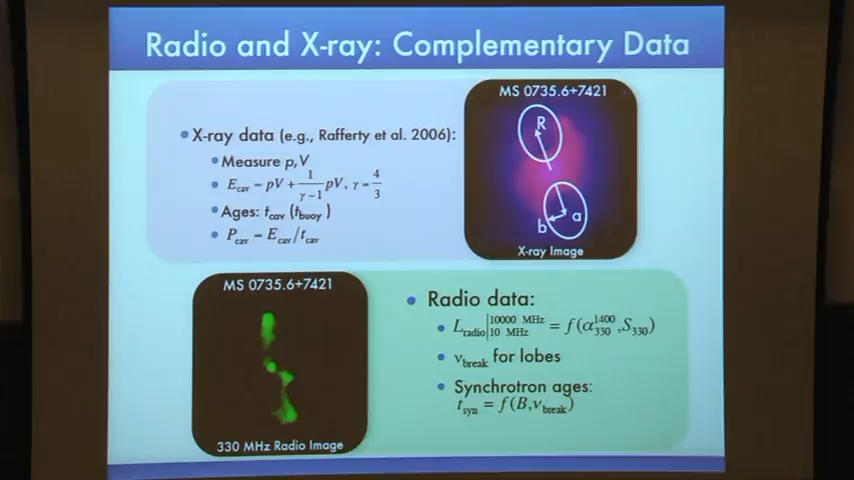 Radio and X-ray: Complementary Data
X-ray data (e.g., Rafferty et al. 2006):
Measure p,V
E_cav = pV + 1/(γ−1) pV, γ = 4/3
Ages: t_cav (t_buoy)
P_cav = E_cav/t_cav
MS 0735.6+7421
R
a
b
X-ray Image
MS 0735.6+7421
330 MHz Radio Image
Radio data:
L_radio|_10 MHz^10000 MHz = f(α_330^1400, S_330)
ν_break for lobes
Synchrotron ages:
t_syn = f(B,ν_break)